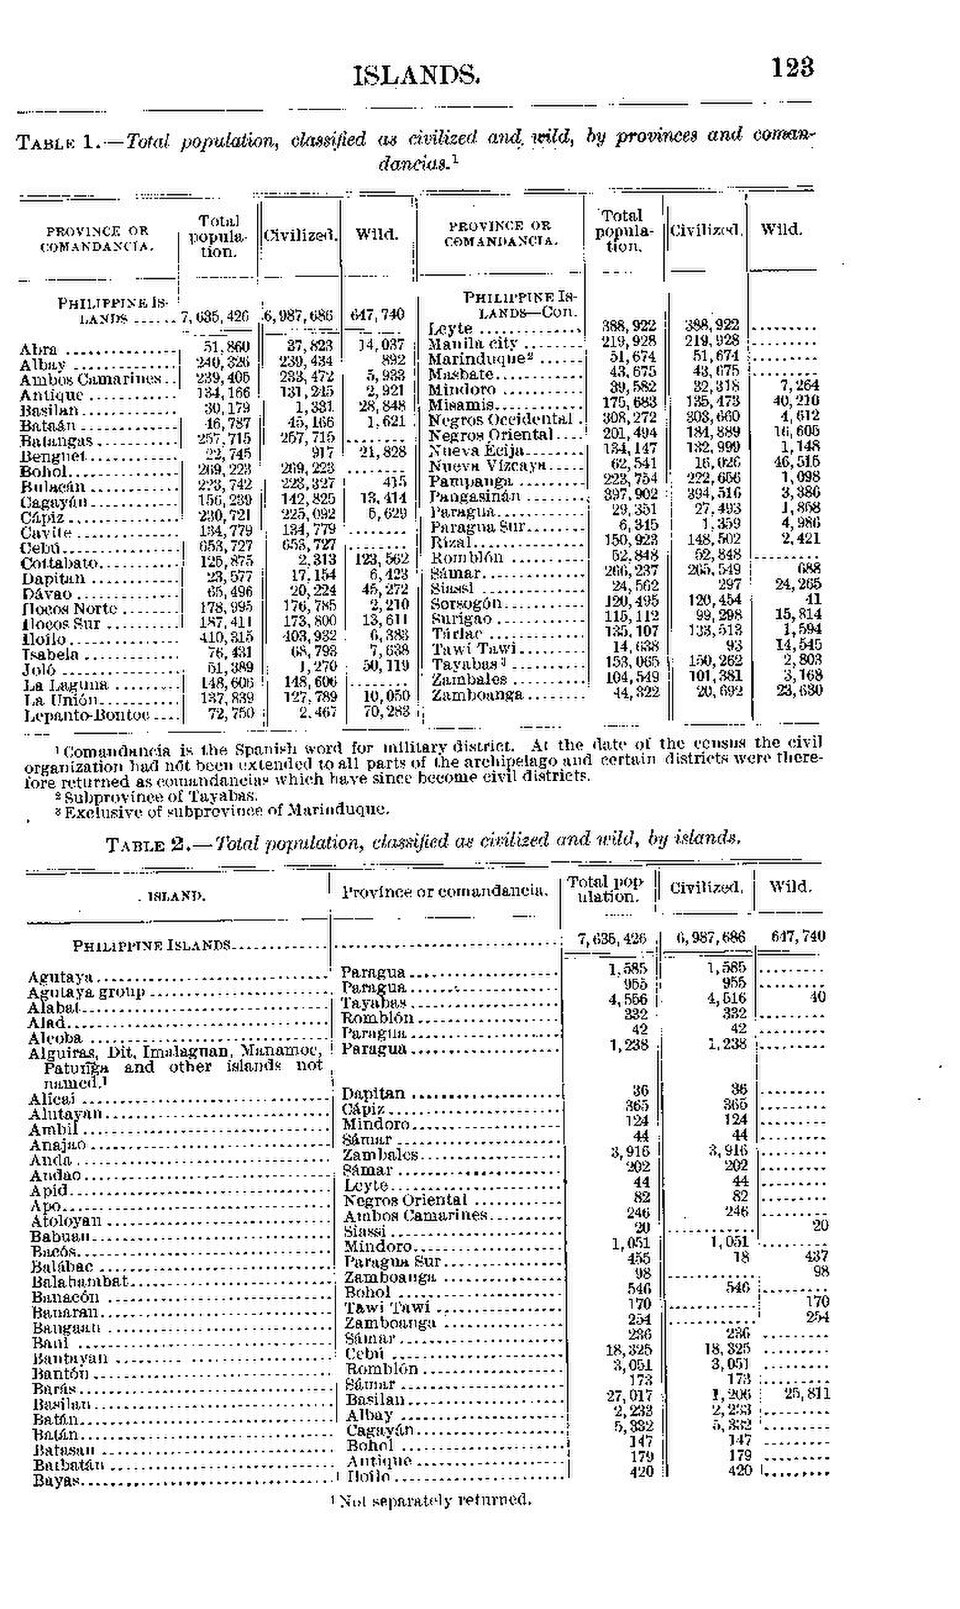 ISLANDS. 123
TABLE 1.—Total population, classified as civilized and wild, by provinces and coman-
dancias.¹
PROVINCE OR COMANDANCIA. Total popula- tion. Civilized. Wild.
PHILIPPINE IS-
LANDS ...... 7,635,426 6,987,686 647,740
Abra 51,860 37,823 14,037
Albay 240,326 239,434 892
Ambos Camarines 239,405 233,472 5,933
Antique 134,166 131,245 2,921
Basilan 30,179 1,331 28,848
Bataán 46,787 45,166 1,621
Batangas 257,715 257,715 ........
Benguet 22,745 917 21,828
Bohol 269,223 269,223 ........
Bulacán 223,742 223,327 415
Cagayán 156,239 142,825 13,414
Cápiz 230,721 225,092 5,629
Cavite 134,779 134,779 ........
Cebú 653,727 653,727 ........
Cottabato 125,875 2,313 123,562
Dapitan 23,577 17,154 6,423
Dávao 65,496 20,224 45,272
Ilocos Norte 178,995 176,785 2,210
Ilocos Sur 187,411 173,800 13,611
Iloílo 410,315 403,932 6,383
Isabela 76,431 68,793 7,638
Joló 51,389 1,270 50,119
La Laguna 148,606 148,606 ........
La Unión 137,839 127,789 10,050
Lepanto-Bontoc 72,750 2,467 70,283
PROVINCE OR COMANDANCIA. Total popula- tion. Civilized. Wild.
PHILIPPINE IS-
LANDS—Con.
Leyte 388,922 388,922 ........
Manila city 219,928 219,928 ........
Marinduque² 51,674 51,674 ........
Masbate 43,675 43,675 ........
Mindoro 39,582 32,318 7,264
Misamis 175,683 135,473 40,210
Negros Occidental 308,272 303,660 4,612
Negros Oriental 201,494 184,889 16,605
Nueva Écija 134,147 132,999 1,148
Nueva Vizcaya 62,541 16,026 46,515
Pampanga 223,754 222,656 1,098
Pangasinán 397,902 394,516 3,386
Paragua 29,351 27,493 1,858
Paragua Sur 6,345 1,359 4,986
Rizal 150,923 148,502 2,421
Romblón 52,848 52,848 ........
Sámar 266,237 265,549 688
Siassi 24,562 297 24,265
Sorsogón 120,495 120,454 41
Surigao 115,112 99,298 15,814
Tárlac 135,107 133,513 1,594
Tawi Tawi 14,638 93 14,545
Tayabas³ 153,065 150,262 2,803
Zambales 104,549 101,381 3,168
Zamboanga 44,322 20,692 23,630
¹ Comandancia is the Spanish word for military district. At the date of the census the civil
organization had not been extended to all parts of the archipelago and certain districts were there-
fore returned as comandancias which have since become civil districts.
² Subprovince of Tayabas.
³ Exclusive of subprovince of Marinduque.
TABLE 2.—Total population, classified as civilized and wild, by islands.
ISLAND. Province or comandancia. Total pop ulation. Civilized. Wild.
PHILIPPINE ISLANDS 7,635,426 6,987,686 647,740
Agutaya Paragua 1,585 1,585 ........
Agutaya group Paragua 955 955 ........
Alabat Tayabas 4,556 4,516 40
Alad Romblón 332 332 ........
Alcoba Paragua 42 42 ........
Alguiras, Dit, Imalagnan, Manamoc, Paragua 1,238 1,238 ........
Patunga and other islands not
named.¹
Alicai Dapitan 36 36 ........
Alutayan Cápiz 365 365 ........
Ambil Mindoro 124 124 ........
Anajao Sámar 44 44 ........
Anda Zambales 3,916 3,916 ........
Andao Sámar 202 202 ........
Apid Leyte 44 44 ........
Apo Negros Oriental 82 82 ........
Atoloyan Ambos Camarines 246 246 ........
Babuan Siassi 20 ........ 20
Bacós Mindoro 1,051 1,051 ........
Balábac Paragua Sur 455 18 437
Balahambat Zamboanga 98 ........ 98
Banacón Bohol 546 546 ........
Banaran Tawi Tawi 170 ........ 170
Bangaan Zamboanga 254 ........ 254
Bani Sámar 236 236 ........
Bantayan Cebú 18,325 18,325 ........
Bantón Romblón 3,051 3,051 ........
Barás Sámar 173 173 ........
Basilan Basilan 27,017 1,206 25,811
Batán Albay 2,233 2,233 ........
Batán Cagayán 5,332 5,332 ........
Batasan Bohol 147 147 ........
Batbatán Antique 179 179 ........
Bayas Iloílo 420 420 ........
¹ Not separately returned.